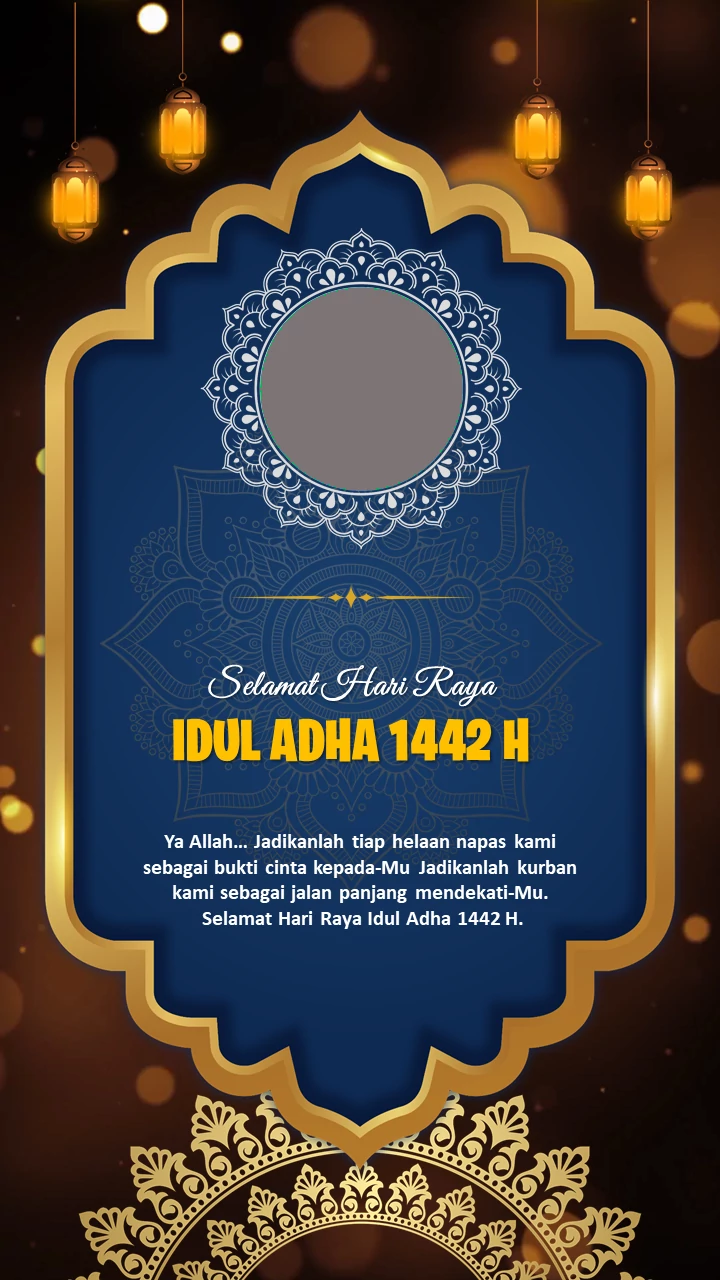 Selamat Hari Raya
IDUL ADHA 1442 H
Ya Allah... Jadikanlah tiap helaan napas kami
sebagai bukti cinta kepada-Mu Jadikanlah kurban
kami sebagai jalan panjang mendekati-Mu.
Selamat Hari Raya Idul Adha 1442 H.